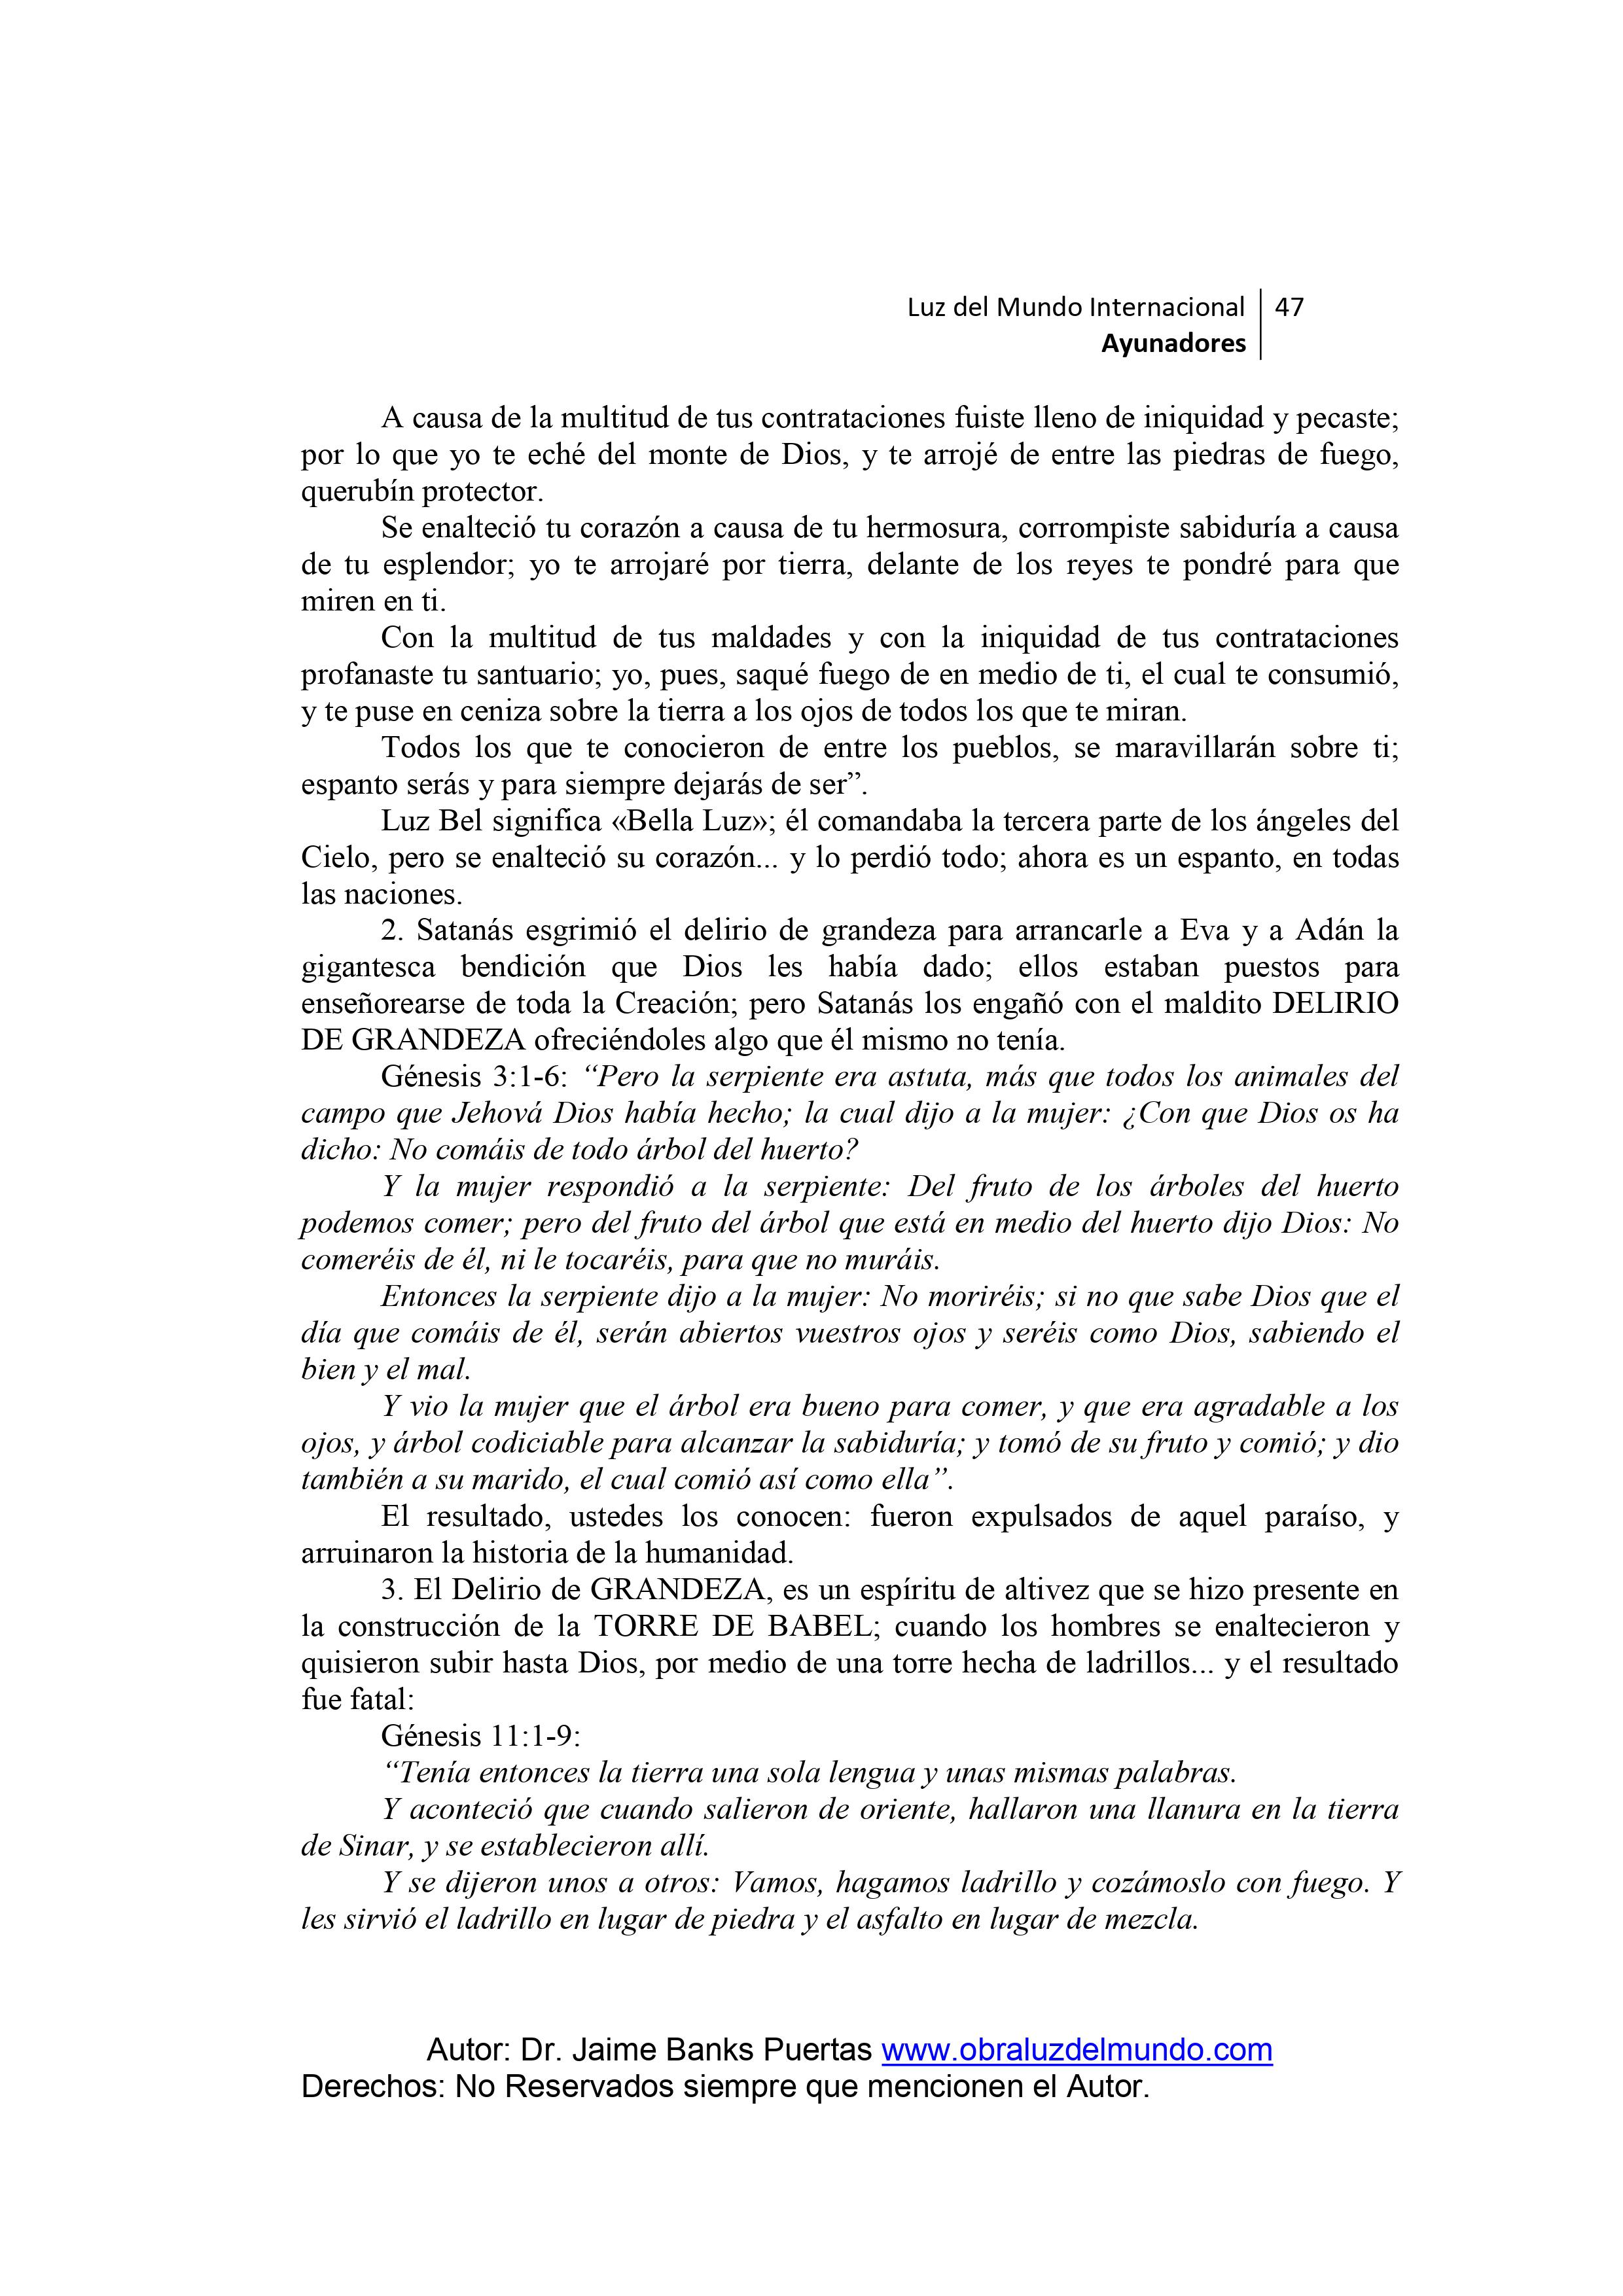 Luz del Mundo Internacional 47
Ayunadores
A causa de la multitud de tus contrataciones fuiste lleno de iniquidad y pecaste;
por lo que yo te eché del monte de Dios, y te arrojé de entre las piedras de fuego,
querubín protector.
Se enalteció tu corazón a causa de tu hermosura, corrompiste sabiduría a causa
de tu esplendor; yo te arrojaré por tierra, delante de los reyes te pondré para que
miren en ti.
Con la multitud de tus maldades y con la iniquidad de tus contrataciones
profanaste tu santuario; yo, pues, saqué fuego de en medio de ti, el cual te consumió,
y te puse en ceniza sobre la tierra a los ojos de todos los que te miran.
Todos los que te conocieron de entre los pueblos, se maravillarán sobre ti;
espanto serás y para siempre dejarás de ser”.
Luz Bel significa «Bella Luz»; él comandaba la tercera parte de los ángeles del
Cielo, pero se enalteció su corazón... y lo perdió todo; ahora es un espanto, en todas
las naciones.
2. Satanás esgrimió el delirio de grandeza para arrancarle a Eva y a Adán la
gigantesca bendición que Dios les había dado; ellos estaban puestos para
enseñorearse de toda la Creación; pero Satanás los engañó con el maldito DELIRIO
DE GRANDEZA ofreciéndoles algo que él mismo no tenía.
Génesis 3:1-6: “Pero la serpiente era astuta, más que todos los animales del
campo que Jehová Dios había hecho; la cual dijo a la mujer: ¿Con que Dios os ha
dicho: No comáis de todo árbol del huerto?
Y la mujer respondió a la serpiente: Del fruto de los árboles del huerto
podemos comer; pero del fruto del árbol que está en medio del huerto dijo Dios: No
comeréis de él, ni le tocaréis, para que no muráis.
Entonces la serpiente dijo a la mujer: No moriréis; si no que sabe Dios que el
día que comáis de él, serán abiertos vuestros ojos y seréis como Dios, sabiendo el
bien y el mal.
Y vio la mujer que el árbol era bueno para comer, y que era agradable a los
ojos, y árbol codiciable para alcanzar la sabiduría; y tomó de su fruto y comió; y dio
también a su marido, el cual comió así como ella”.
El resultado, ustedes los conocen: fueron expulsados de aquel paraíso, y
arruinaron la historia de la humanidad.
3. El Delirio de GRANDEZA, es un espíritu de altivez que se hizo presente en
la construcción de la TORRE DE BABEL; cuando los hombres se enaltecieron y
quisieron subir hasta Dios, por medio de una torre hecha de ladrillos... y el resultado
fue fatal:
Génesis 11:1-9:
“Tenía entonces la tierra una sola lengua y unas mismas palabras.
Y aconteció que cuando salieron de oriente, hallaron una llanura en la tierra
de Sinar, y se establecieron allí.
Y se dijeron unos a otros: Vamos, hagamos ladrillo y cozámoslo con fuego. Y
les sirvió el ladrillo en lugar de piedra y el asfalto en lugar de mezcla.
Autor: Dr. Jaime Banks Puertas www.obraluzdelmundo.com
Derechos: No Reservados siempre que mencionen el Autor.